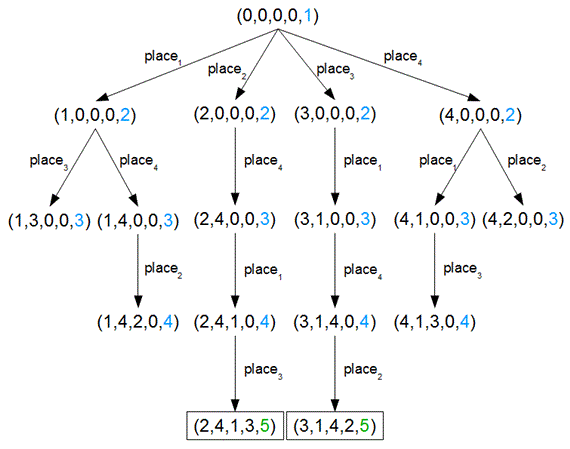 (0,0,0,0,1)
place1 place2 place3 place4
(1,0,0,0,2) (2,0,0,0,2) (3,0,0,0,2) (4,0,0,0,2)
place3 place4 place4 place1 place1 place2
(1,3,0,0,3) (1,4,0,0,3) (2,4,0,0,3) (3,1,0,0,3) (4,1,0,0,3) (4,2,0,0,3)
place2 place1 place4 place3
(1,4,2,0,4) (2,4,1,0,4) (3,1,4,0,4) (4,1,3,0,4)
place3 place2
(2,4,1,3,5) (3,1,4,2,5)